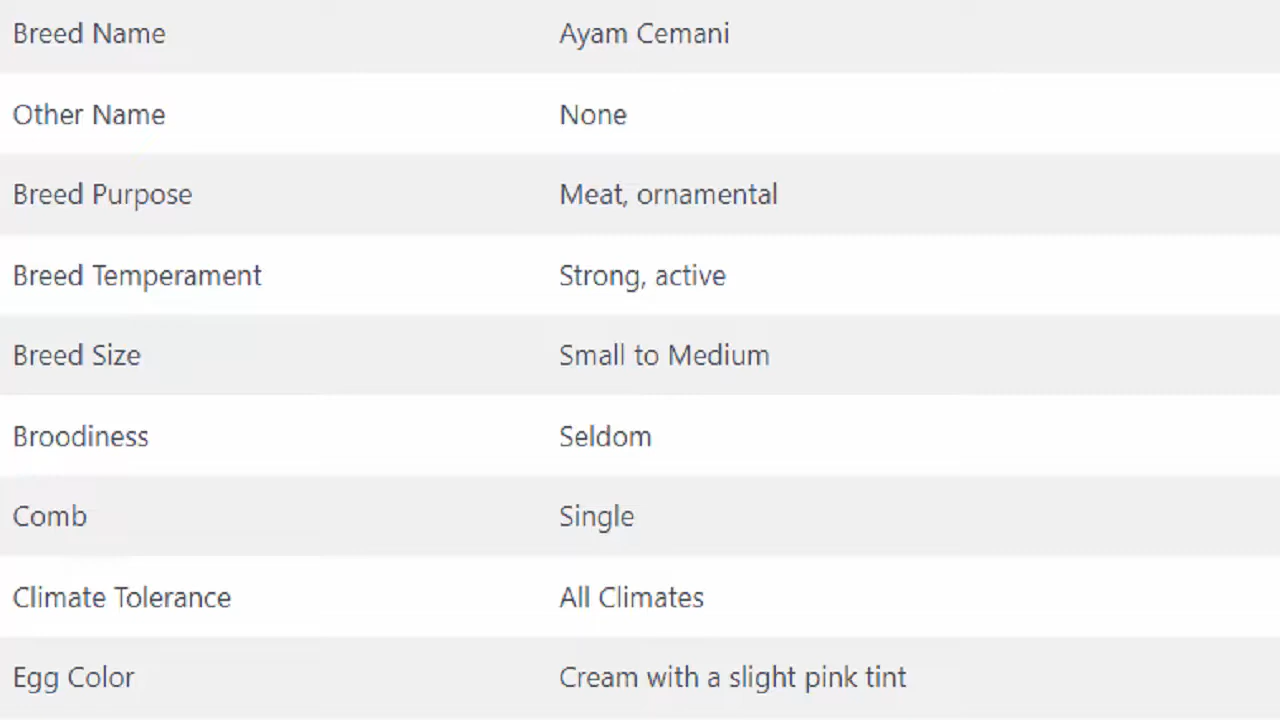 Breed Name Ayam Cemani
Other Name None
Breed Purpose Meat, ornamental
Breed Temperament Strong, active
Breed Size Small to Medium
Broodiness Seldom
Comb Single
Climate Tolerance All Climates
Egg Color Cream with a slight pink tint